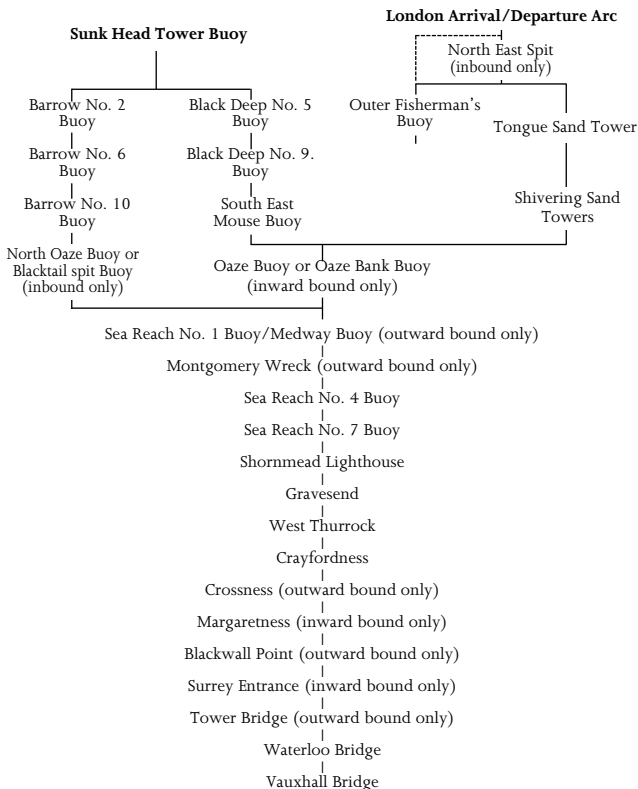 London Arrival/Departure Arc
Sunk Head Tower Buoy
North East Spit
(inbound only)
Barrow No. 2
Buoy
Black Deep No. 5
Buoy
Outer Fisherman's
Buoy
Tongue Sand Tower
Barrow No. 6
Buoy
Black Deep No. 9.
Buoy
Barrow No. 10
Buoy
South East
Mouse Buoy
Shivering Sand
Towers
North Oaze Buoy or
Blacktail spit Buoy
(inbound only)
Oaze Buoy or Oaze Bank Buoy
(inward bound only)
Sea Reach No. 1 Buoy/Medway Buoy (outward bound only)
Montgomery Wreck (outward bound only)
Sea Reach No. 4 Buoy
Sea Reach No. 7 Buoy
Shornmead Lighthouse
Gravesend
West Thurrock
Crayfordness
Crossness (outward bound only)
Margaretness (inward bound only)
Blackwall Point (outward bound only)
Surrey Entrance (inward bound only)
Tower Bridge (outward bound only)
Waterloo Bridge
Vauxhall Bridge